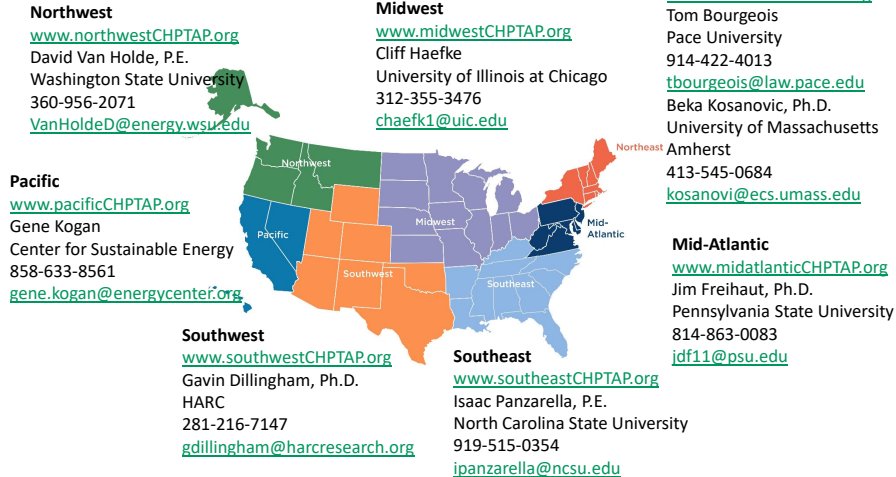 Northwest
www.northwestCHPTAP.org
David Van Holde, P.E.
Washington State University
360-956-2071
VanHoldeD@energy.wsu.edu
Midwest
www.midwestCHPTAP.org
Cliff Haefke
University of Illinois at Chicago
312-355-3476
chaefk1@uic.edu
Tom Bourgeois
Pace University
914-422-4013
tbourgeois@law.pace.edu
Beka Kosanovic, Ph.D.
University of Massachusetts
Amherst
413-545-0684
kosanovi@ecs.umass.edu
Pacific
www.pacificCHPTAP.org
Gene Kogan
Center for Sustainable Energy
858-633-8561
gene.kogan@energycenter.org
Northwest
Pacific
Southwest
Midwest
Southeast
Northeast
Mid-
Atlantic
Mid-Atlantic
www.midatlanticCHPTAP.org
Jim Freihaut, Ph.D.
Pennsylvania State University
814-863-0083
jdf11@psu.edu
Southwest
www.southwestCHPTAP.org
Gavin Dillingham, Ph.D.
HARC
281-216-7147
gdillingham@harcresearch.org
Southeast
www.southeastCHPTAP.org
Isaac Panzarella, P.E.
North Carolina State University
919-515-0354
ipanzarella@ncsu.edu